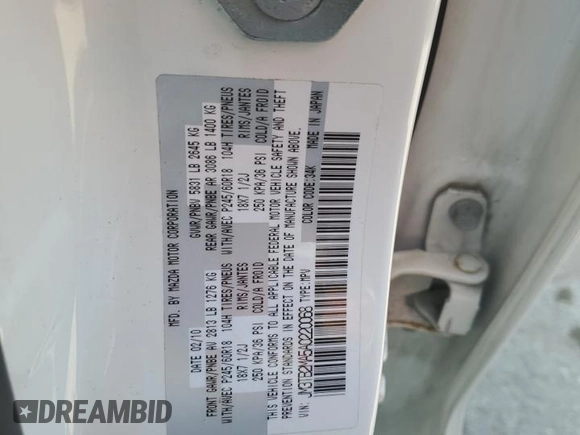 MFD. BY MAZDA MOTOR CORPORATION
DATE 02/10 GVWR/PNBV 5831 LB 2645 KG
FRONT GAWR/PNBE AV 2813 LB 1276 KG REAR GAWR/PNBE AR 3086 LB 1400 KG
WITH/AVEC P245/60R18 104H TIRES/PNEUS WITH/AVEC P245/60R18 104H TIRES/PNEUS
18X7 1/2J RIMS/JANTES 18X7 1/2J RIMS/JANTES
250 KPA/36 PSI COLD/A FROID 250 KPA/36 PSI COLD/A FROID
THIS VEHICLE CONFORMS TO ALL APPLICABLE FEDERAL MOTOR VEHICLE SAFETY AND THEFT
PREVENTION STANDARDS IN EFFECT ON THE DATE OF MANUFACTURE SHOWN ABOVE.
VIN: TYPE:MPV COLOR CODE:34K MADE IN JAPAN
DREAMBID
CARS FROM USA